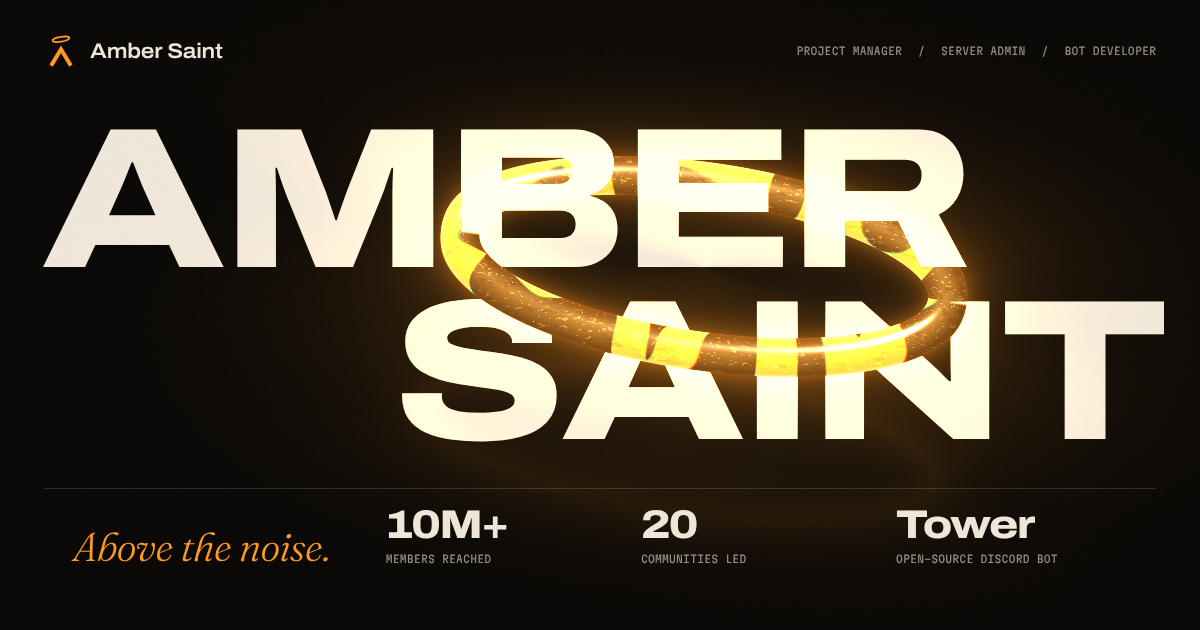 Amber Saint
PROJECT MANAGER / SERVER ADMIN / BOT DEVELOPER
AMBER
SAINT
Above the noise.
10M+
MEMBERS REACHED
20
COMMUNITIES LED
Tower
OPEN-SOURCE DISCORD BOT